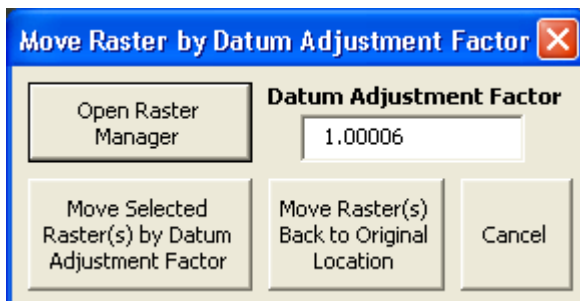 Move Raster by Datum Adjustment Factor
Open Raster
Manager
Datum Adjustment Factor
1.00006
Move Selected
Raster(s) by Datum
Adjustment Factor
Move Raster(s)
Back to Original
Location
Cancel